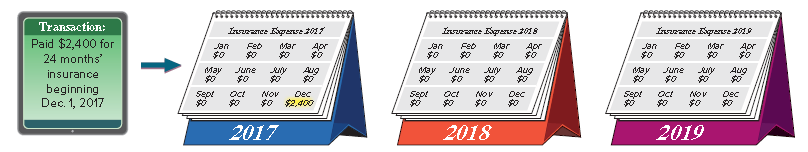 Transaction:
Paid $2,400 for
24 months'
insurance
beginning
Dec. 1, 2017
Insurance Expense 2017
Jan Feb Mar Apr
$0 $0 $0 $0
May June July Aug
$0 $0 $0 $0
Sept Oct Nov Dec
$0 $0 $0 $2,400
2017
Insurance Expense 2018
Jan Feb Mar Apr
$0 $0 $0 $0
May June July Aug
$0 $0 $0 $0
Sept Oct Nov Dec
$0 $0 $0 $0
2018
Insurance Expense 2019
Jan Feb Mar Apr
$0 $0 $0 $0
May June July Aug
$0 $0 $0 $0
Sept Oct Nov Dec
$0 $0 $0 $0
2019